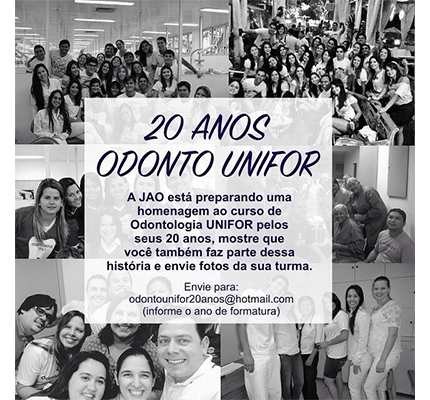 20 ANOS
ODONTO UNIFOR
A JAO está preparando uma
homenagem ao curso de
Odontologia UNIFOR pelos
seus 20 anos, mostre que
você também faz parte dessa
história e envie fotos da sua turma.
Envie para:
odontounifor20anos@hotmail.com
(informe o ano de formatura)